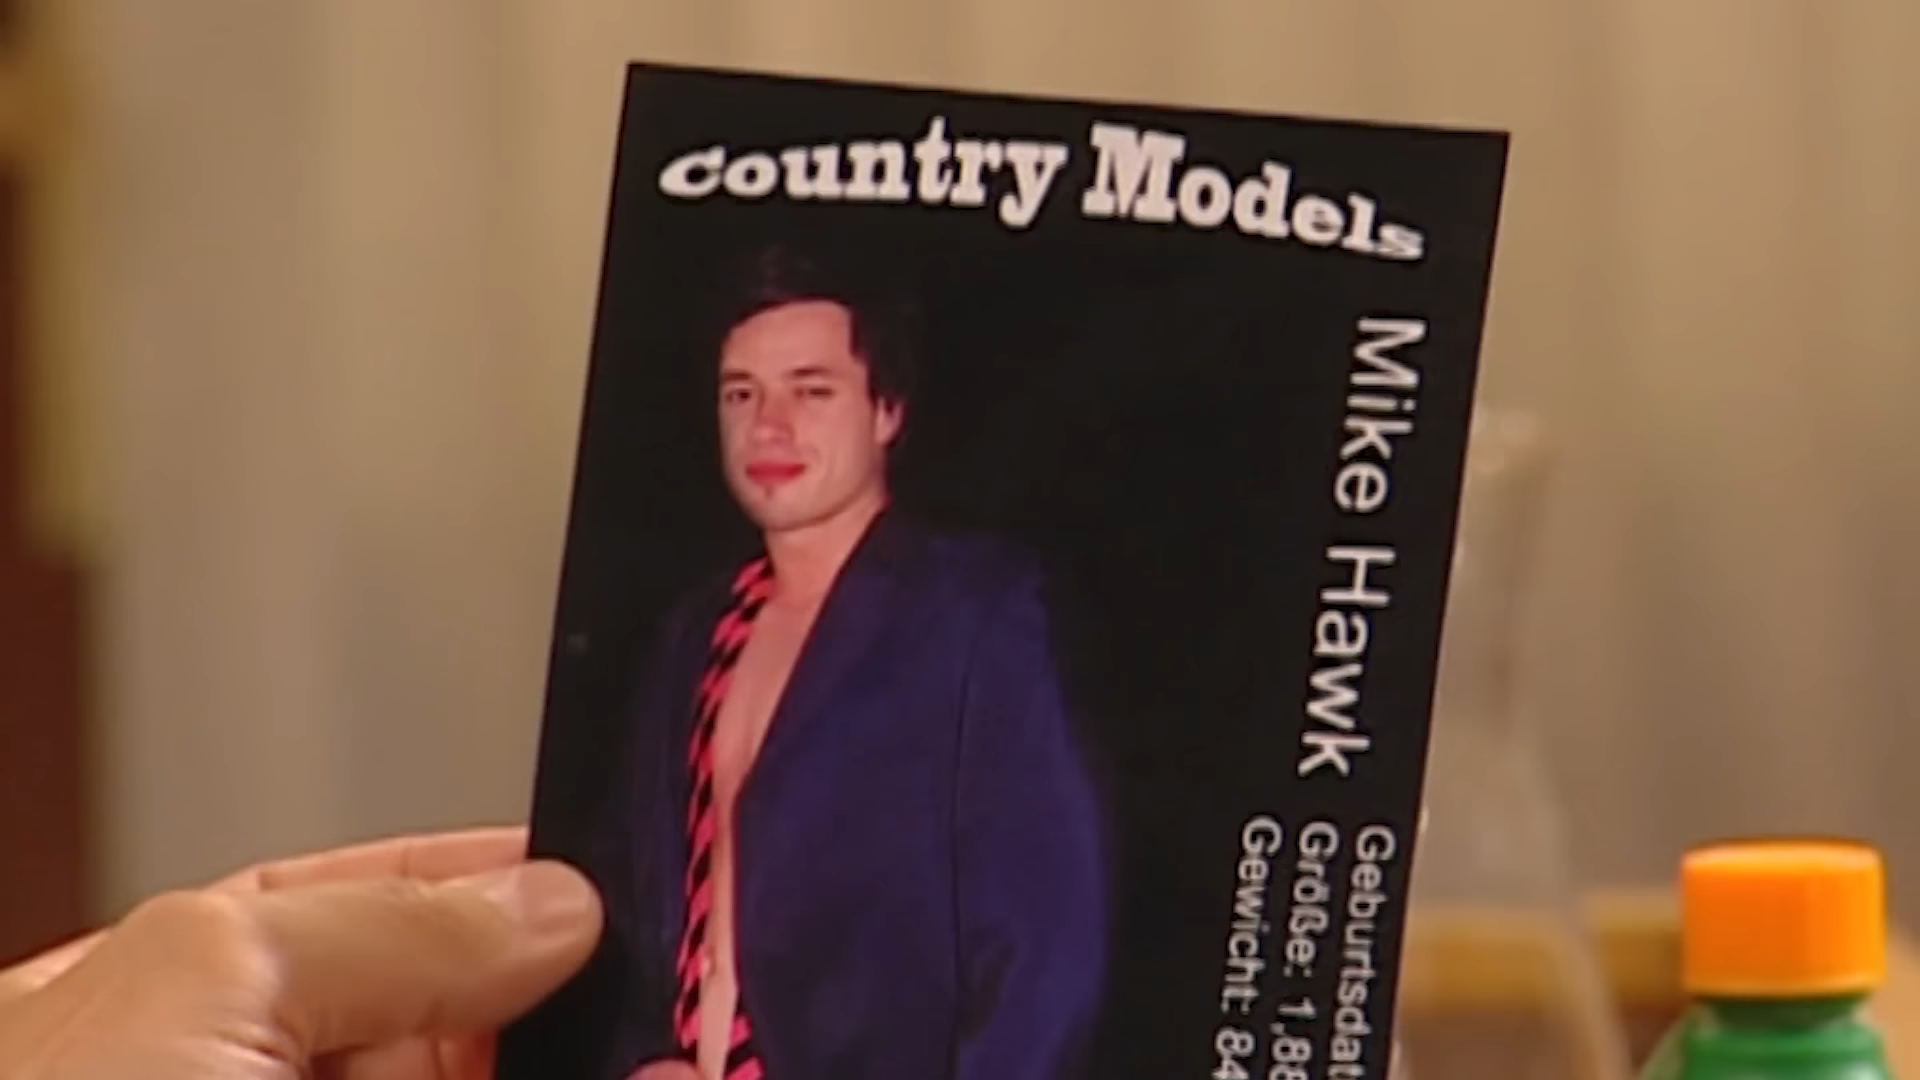 Country Models
Mike Hawk
Geburtsdat
Größe: 1,88
Gewicht: 84